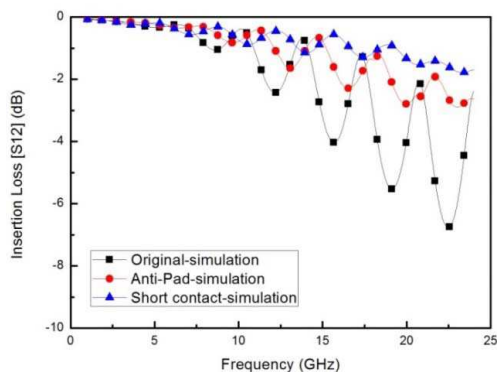 0
-2
-4
-6
-8
-10
0
5
10
15
20
25
Insertion Loss [S12] (dB)
Original-simulation
Anti-Pad-simulation
Short contact-simulation
Frequency (GHz)